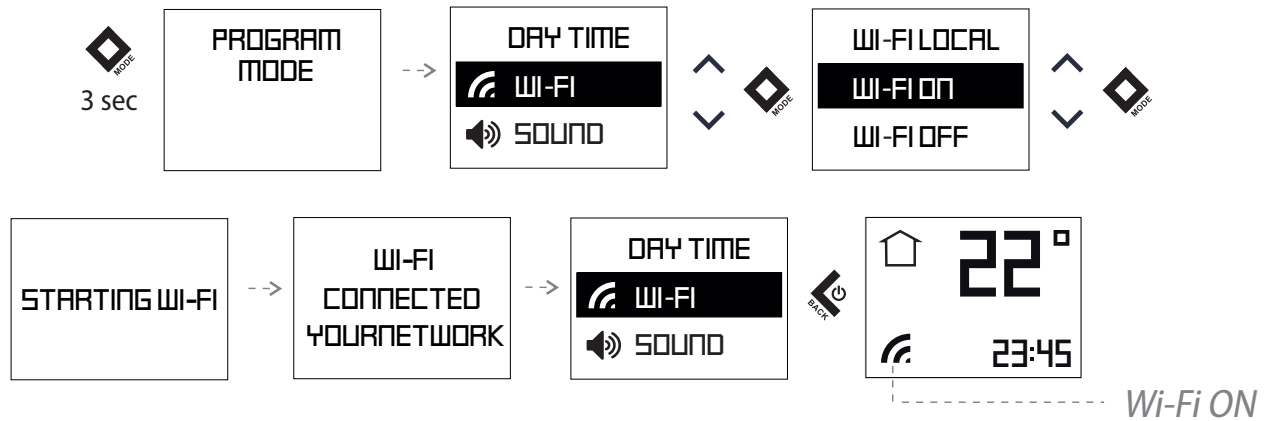 MODE
3 sec
PROGRAM
MODE
DAY TIME
WI-FI
SOUND
MODE
WI-FI LOCAL
WI-FI ON
WI-FI OFF
MODE
STARTING WI-FI
WI-FI
CONNECTED
YOURNETWORK
DAY TIME
WI-FI
SOUND
BACK
22°
23:45
Wi-Fi ON